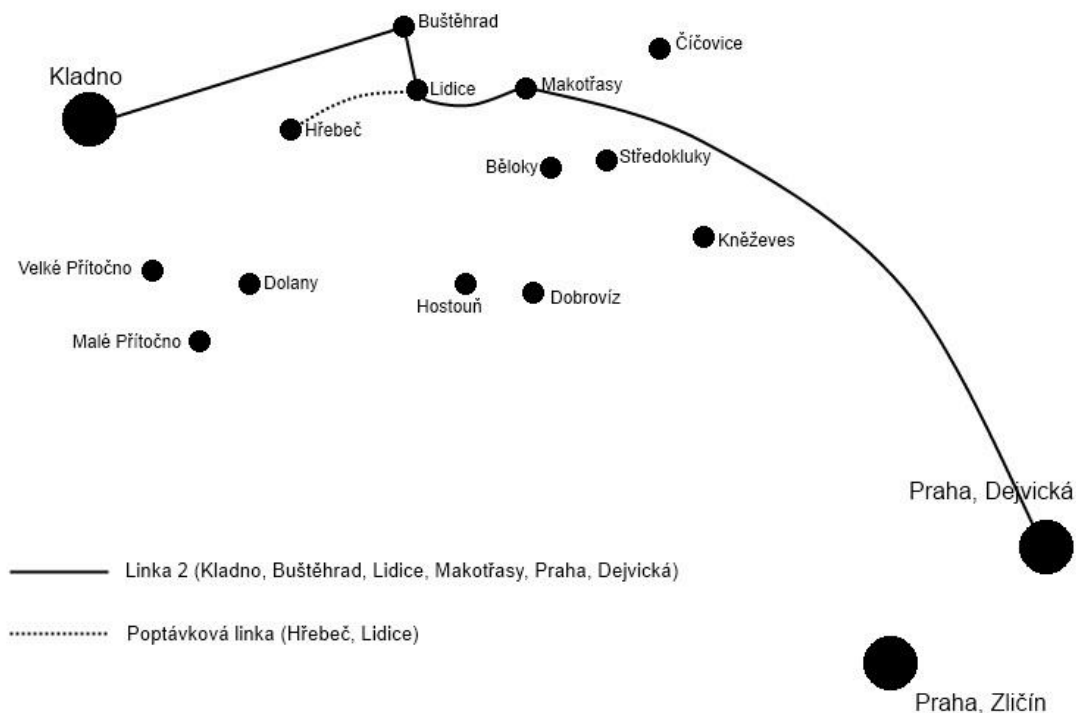 Buštěhrad
Číčovice
Kladno
Lidice
Makotřasy
Hřebeč
Běloky
Středokluky
Kněževes
Velké Přítočno
Dolany
Hostouň
Dobrovíz
Malé Přítočno
Praha, Dejvická
Linka 2 (Kladno, Buštěhrad, Lidice, Makotřasy, Praha, Dejvická)
Poptávková linka (Hřebeč, Lidice)
Praha, Zličín